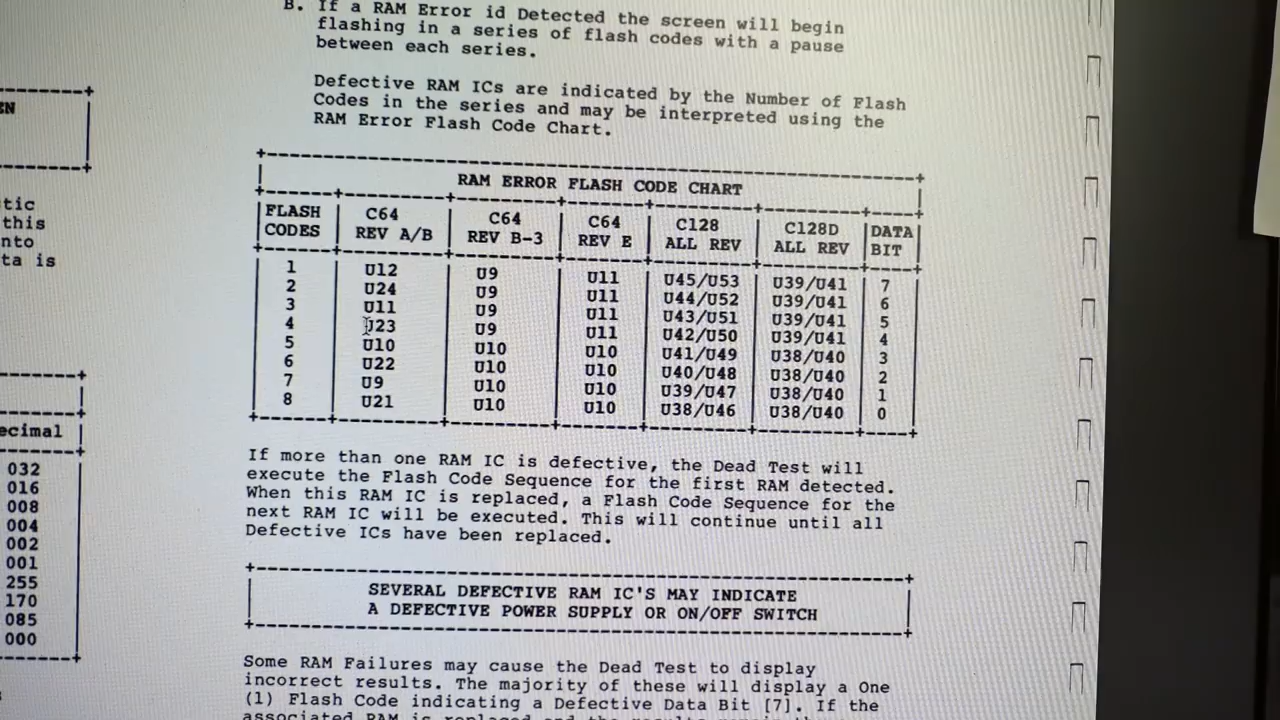 B. If a RAM Error id Detected the screen will begin
flashing in a series of flash codes with a pause
between each series.
Defective RAM ICs are indicated by the Number of Flash
Codes in the series and may be interpreted using the
RAM Error Flash Code Chart.
RAM ERROR FLASH CODE CHART
FLASH CODES | C64 REV A/B | C64 REV B-3 | C64 REV E | C128 ALL REV | C128D ALL REV | DATA BIT
1 U12 U9 U11 U45/U53 U39/U41 7
2 U24 U9 U11 U44/U52 U39/U41 6
3 U11 U9 U11 U43/U51 U39/U41 5
4 U23 U9 U11 U42/U50 U39/U41 4
5 U10 U10 U10 U41/U49 U38/U40 3
6 U22 U10 U10 U40/U48 U38/U40 2
7 U9 U10 U10 U39/U47 U38/U40 1
8 U21 U10 U10 U38/U46 U38/U40 0
If more than one RAM IC is defective, the Dead Test will
execute the Flash Code Sequence for the first RAM detected.
When this RAM IC is replaced, a Flash Code Sequence for the
next RAM IC will be executed. This will continue until all
Defective ICs have been replaced.
SEVERAL DEFECTIVE RAM IC'S MAY INDICATE
A DEFECTIVE POWER SUPPLY OR ON/OFF SWITCH
Some RAM Failures may cause the Dead Test to display
incorrect results. The majority of these will display a One
(1) Flash Code indicating a Defective Data Bit [7]. If the
EN
tic
this
nto
ta is
ecimal
032
016
008
004
002
001
255
170
085
000